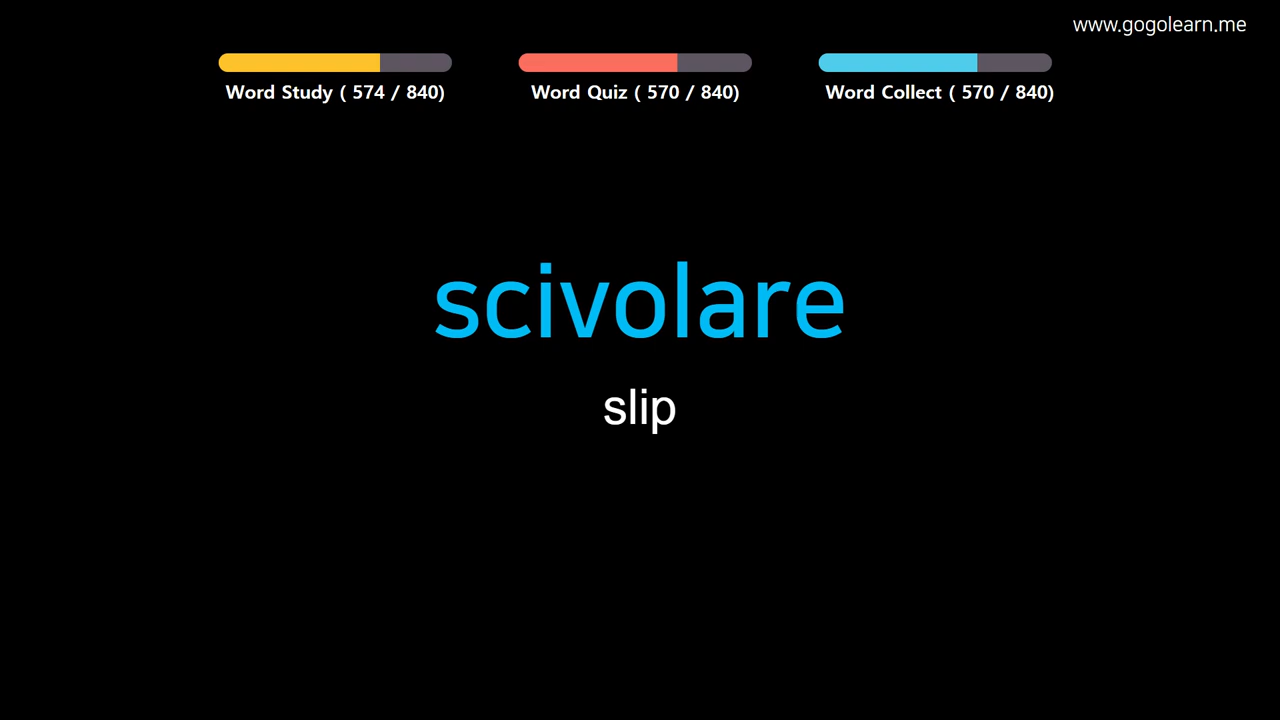 www.gogolearn.me
Word Study ( 574 / 840)
Word Quiz ( 570 / 840)
Word Collect ( 570 / 840)
scivolare
slip